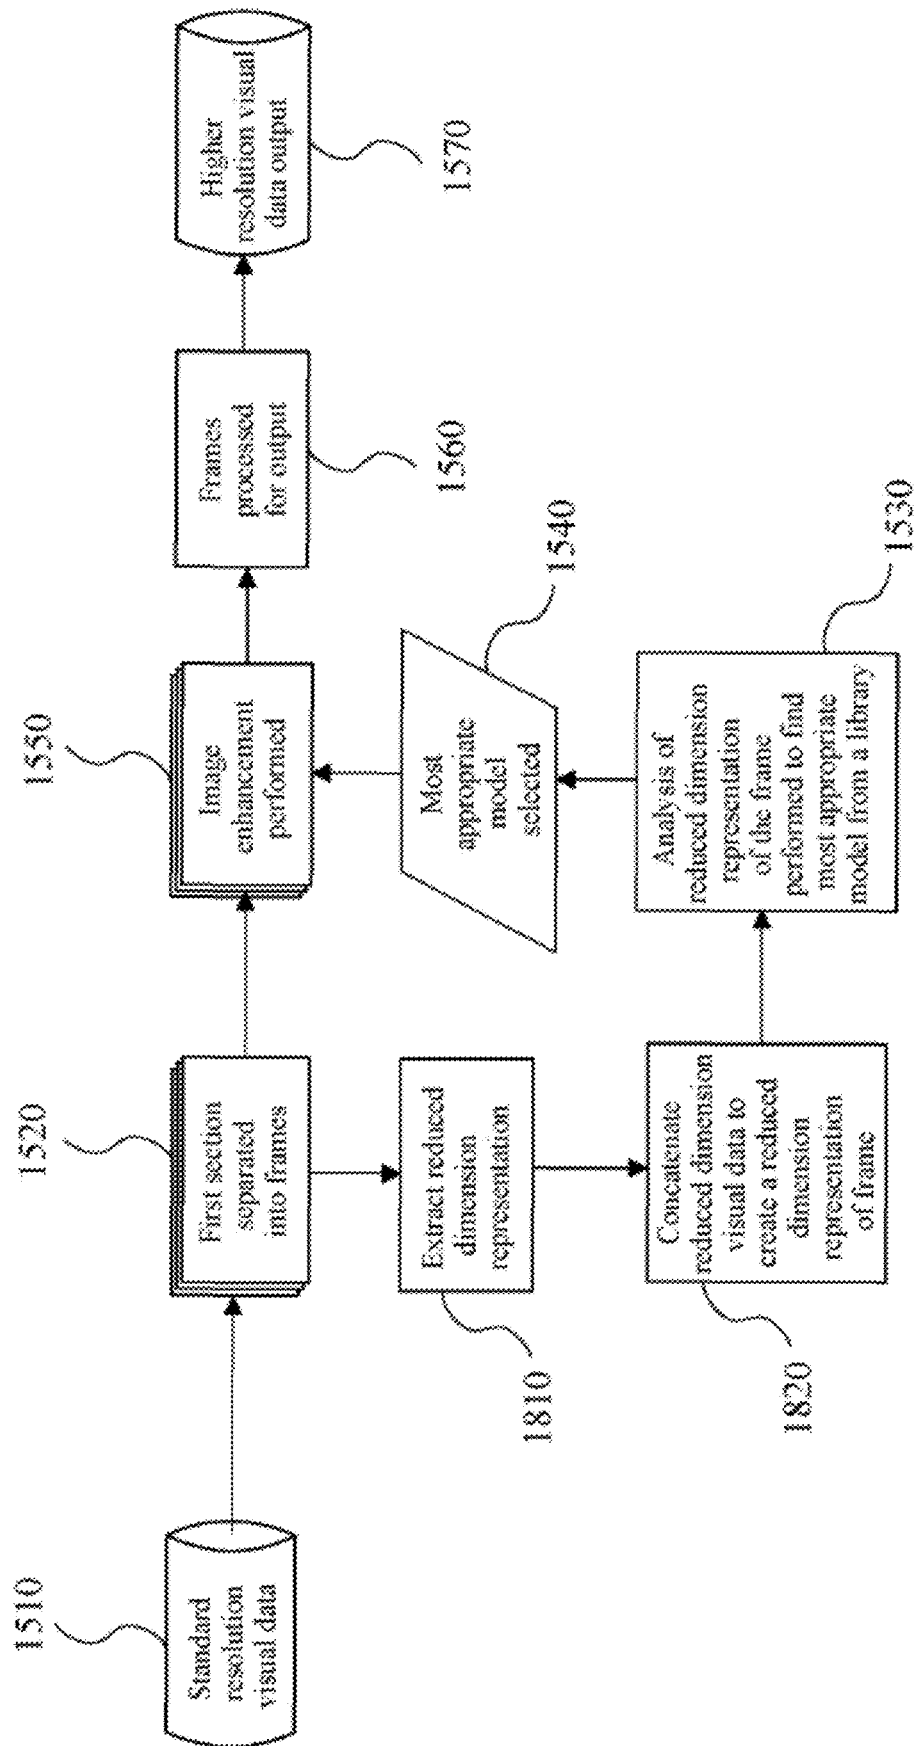 1510
Standard
resolution
visual data
1520
First section
separated
into frames
1550
Image
enhancement
performed
Frames
processed
for output
1560
Higher
resolution visual
data output
1570
Extract reduced
dimension
representation
1810
Most
appropriate
model
selected
1540
Concatenate
reduced dimension
visual data to
create a reduced
dimension
representation
of frane
1820
Analysis of
reduced dimension
representation
of the frame
performed to find
most appropriate
model from a library
1530